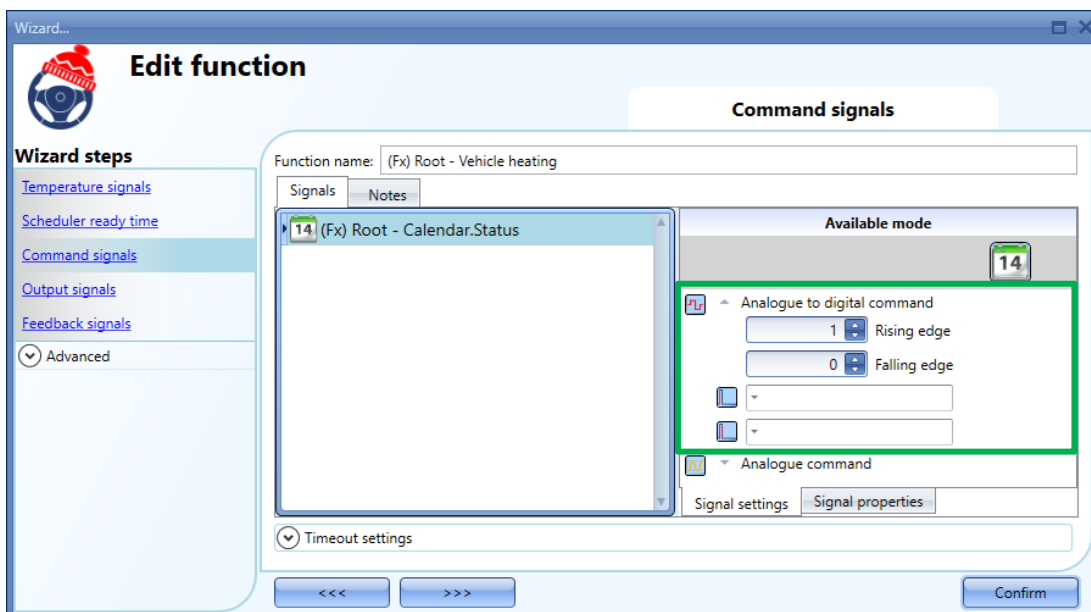 Wizard...
Edit function
Command signals
Wizard steps
Temperature signals
Scheduler ready time
Command signals
Output signals
Feedback signals
Advanced
Function name: (Fx) Root - Vehicle heating
Signals Notes
14 (Fx) Root - Calendar.Status
Available mode
14
Analogue to digital command
1 Rising edge
0 Falling edge
Analogue command
Signal settings Signal properties
Timeout settings
<<< >>> Confirm